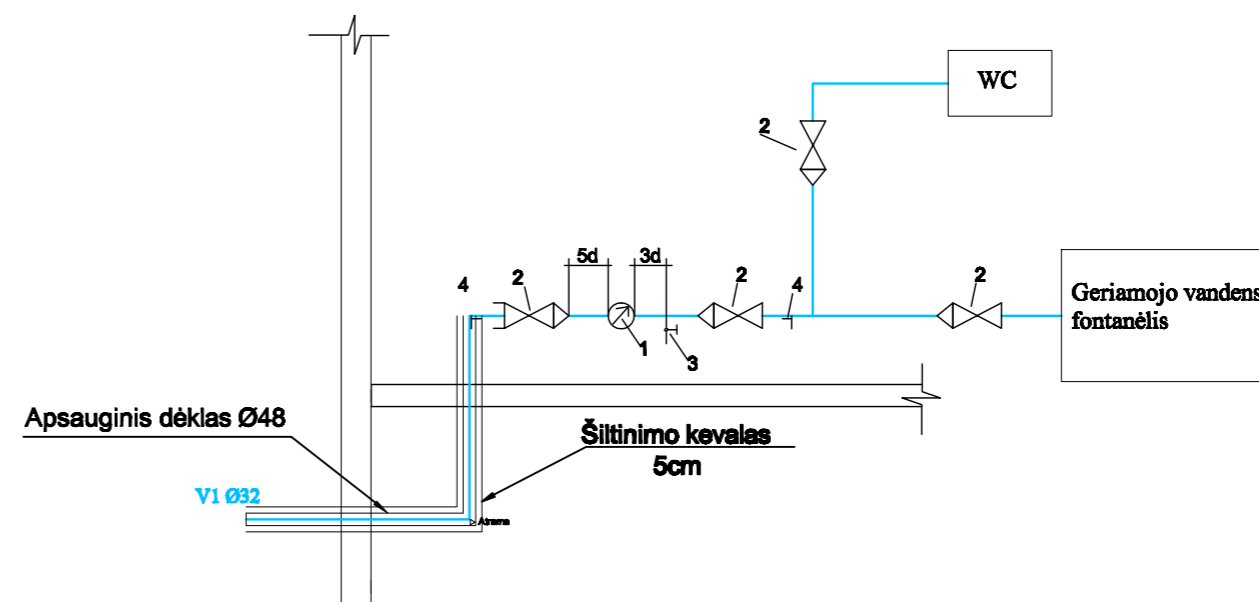 WC
2
5d
3d
4
2
2
4
2
Geriamojo vandens
fontanėlis
1
3
Apsauginis dėklas Ø48
Šiltinimo kevalas
5cm
V1 Ø32
Atrama